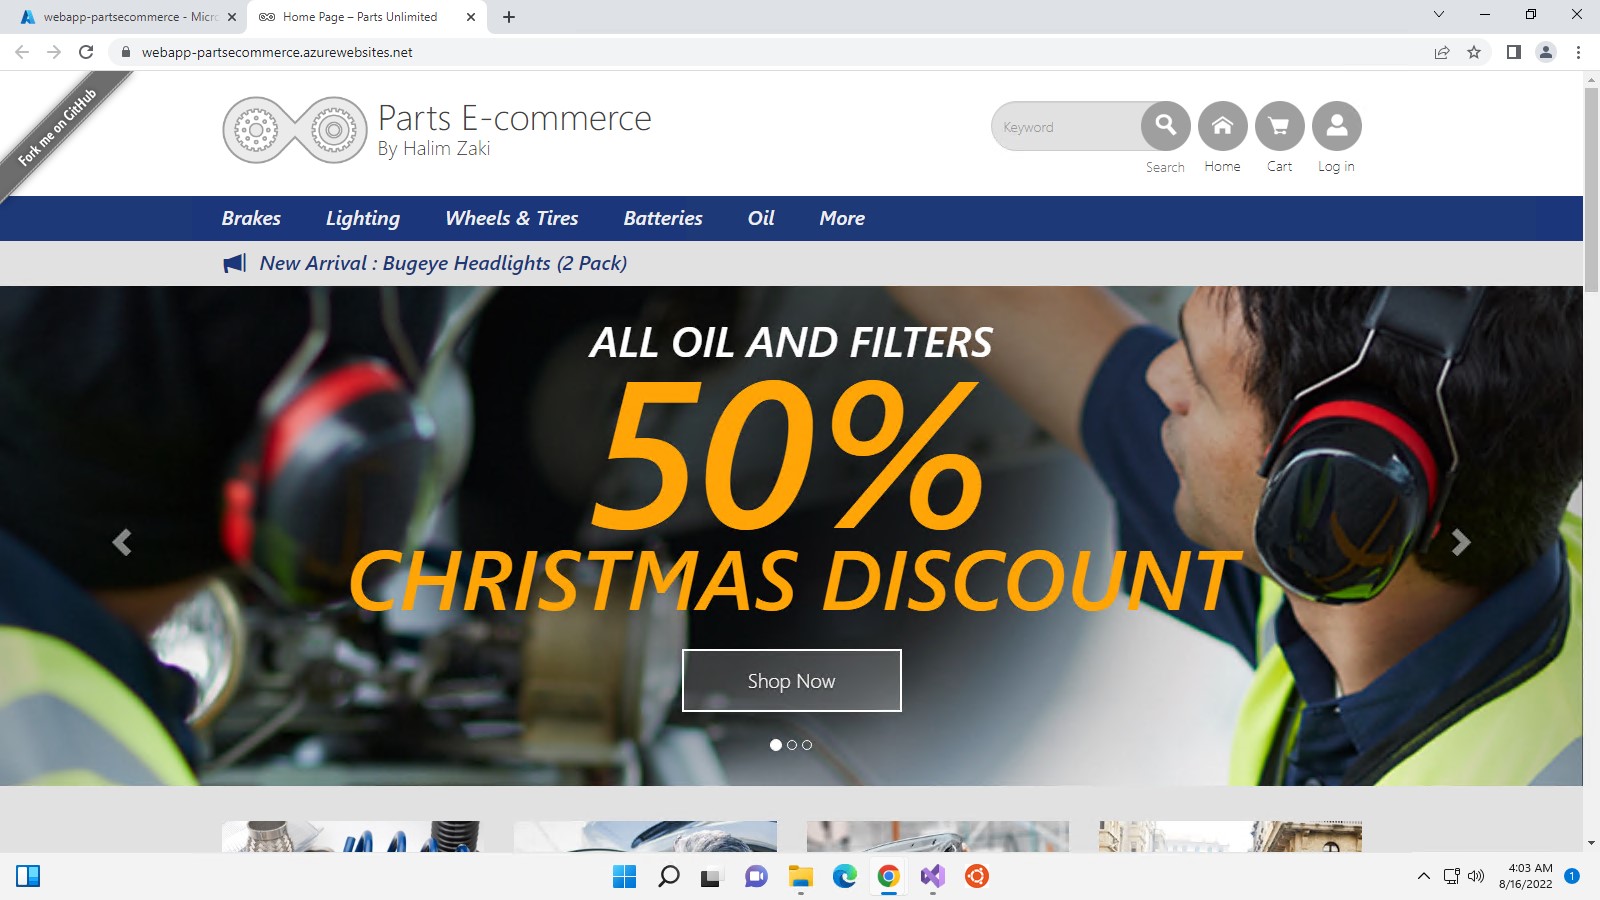 webapp-partsecommerce - Micro
Home Page – Parts Unlimited
webapp-partsecommerce.azurewebsites.net
Fork me on GitHub
Parts E-commerce
By Halim Zaki
Keyword
Search
Home
Cart
Log in
Brakes
Lighting
Wheels & Tires
Batteries
Oil
More
New Arrival : Bugeye Headlights (2 Pack)
ALL OIL AND FILTERS
50%
CHRISTMAS DISCOUNT
Shop Now
4:03 AM
8/16/2022
1